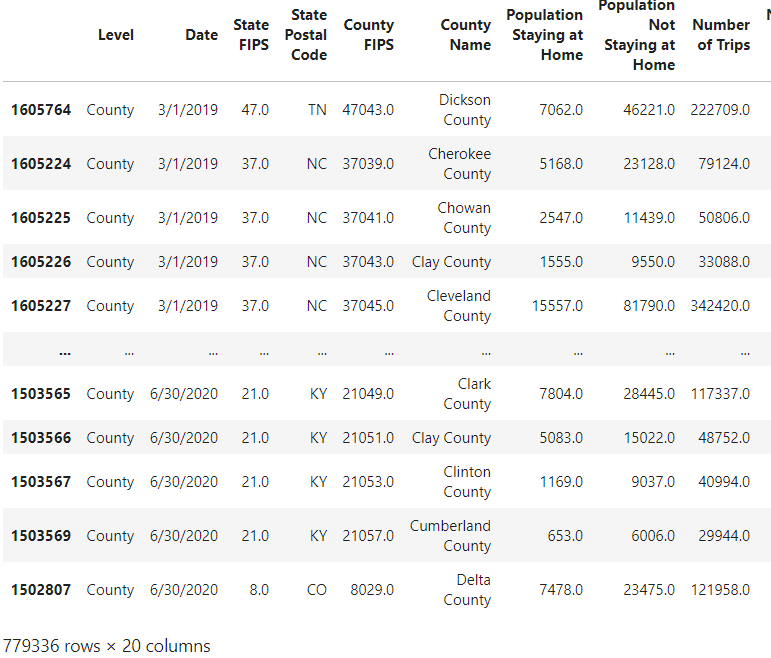 Level Date State FIPS State Postal Code County FIPS County Name Population Staying at Home Population Not Staying at Home Number of Trips
1605764 County 3/1/2019 47.0 TN 47043.0 Dickson County 7062.0 46221.0 222709.0
1605224 County 3/1/2019 37.0 NC 37039.0 Cherokee County 5168.0 23128.0 79124.0
1605225 County 3/1/2019 37.0 NC 37041.0 Chowan County 2547.0 11439.0 50806.0
1605226 County 3/1/2019 37.0 NC 37043.0 Clay County 1555.0 9550.0 33088.0
1605227 County 3/1/2019 37.0 NC 37045.0 Cleveland County 15557.0 81790.0 342420.0
... ... ... ... ... ... ... ... ... ...
1503565 County 6/30/2020 21.0 KY 21049.0 Clark County 7804.0 28445.0 117337.0
1503566 County 6/30/2020 21.0 KY 21051.0 Clay County 5083.0 15022.0 48752.0
1503567 County 6/30/2020 21.0 KY 21053.0 Clinton County 1169.0 9037.0 40994.0
1503569 County 6/30/2020 21.0 KY 21057.0 Cumberland County 653.0 6006.0 29944.0
1502807 County 6/30/2020 8.0 CO 8029.0 Delta County 7478.0 23475.0 121958.0
779336 rows × 20 columns